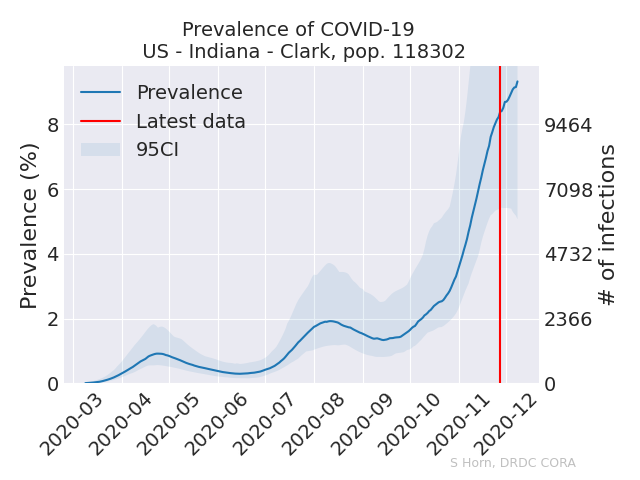 Prevalence of COVID-19
US - Indiana - Clark, pop. 118302
Prevalence
Latest data
95CI
Prevalence (%)
8
6
4
2
0
9464
7098
4732
2366
0
# of infections
2020-03
2020-04
2020-05
2020-06
2020-07
2020-08
2020-09
2020-10
2020-11
2020-12
S Horn, DRDC CORA